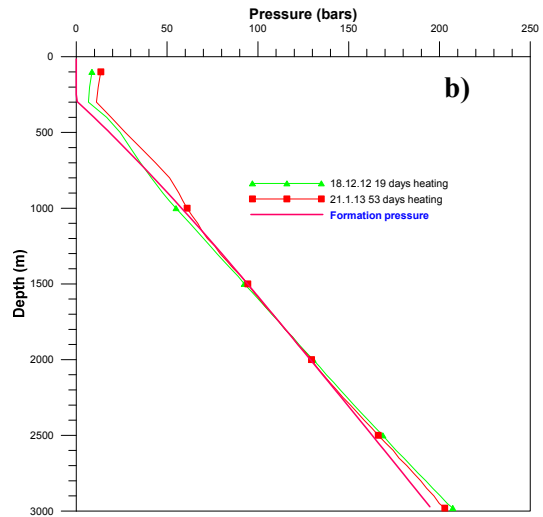 Pressure (bars)
0 50 100 150 200 250
0
500
1000
1500
2000
2500
3000
Depth (m)
b)
18.12.12 19 days heating
21.1.13 53 days heating
Formation pressure